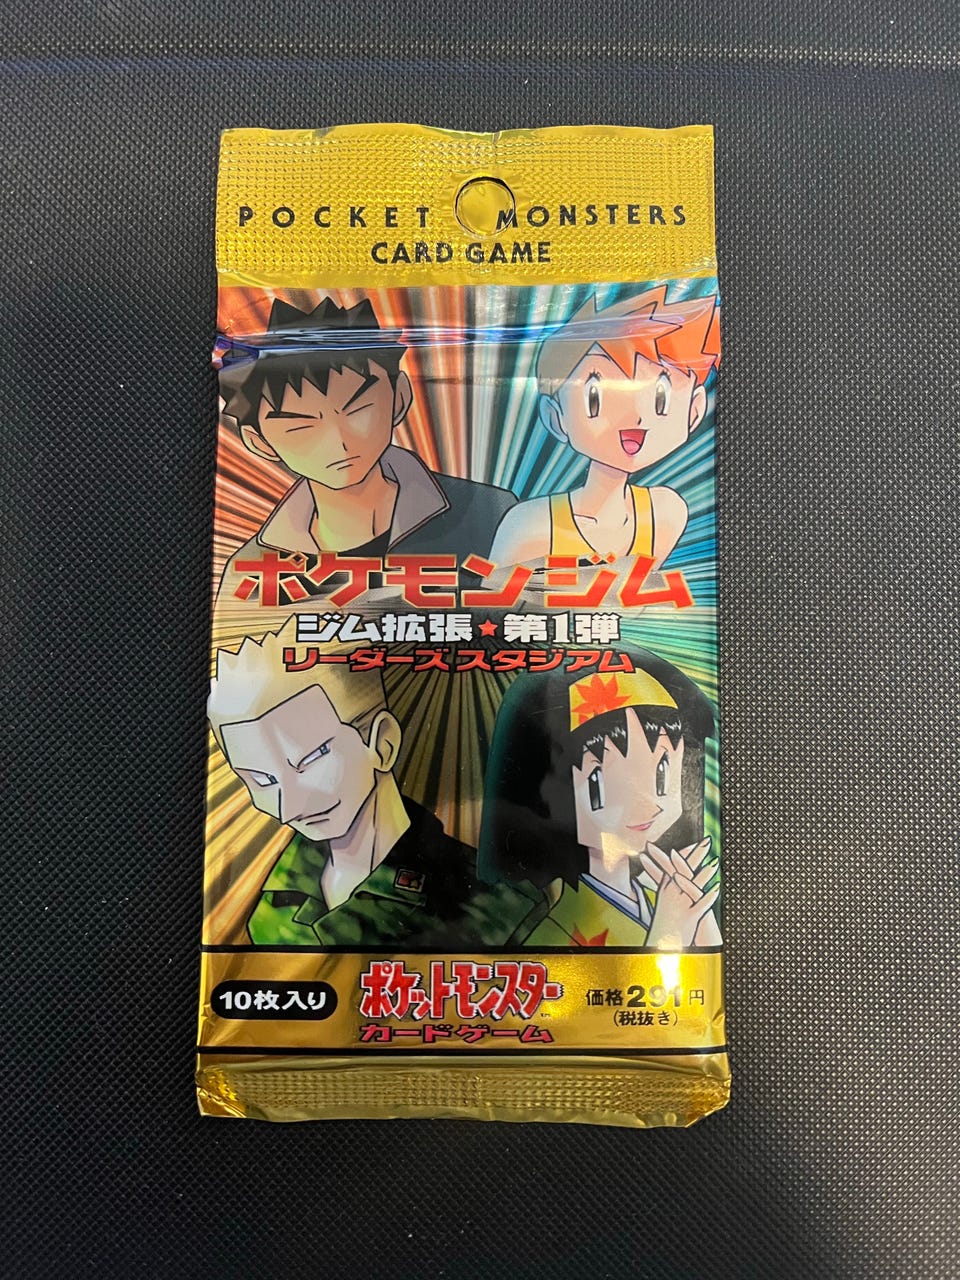 POCKET MONSTERS
CARD GAME
ポケモンジム
ジム拡張★第1弾
リーダーズスタジアム
10枚入り
ポケットモンスター
TM
カードゲーム
価格291円
(税抜き)